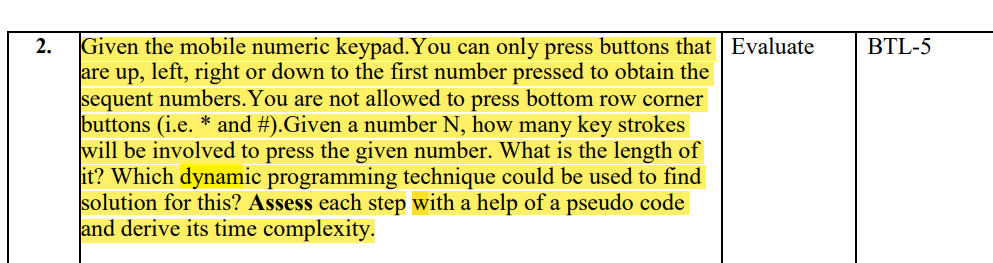 2. Given the mobile numeric keypad.You can only press buttons that Evaluate BTL-5
are up, left, right or down to the first number pressed to obtain the
sequent numbers.You are not allowed to press bottom row corner
buttons (i.e. * and #).Given a number N, how many key strokes
will be involved to press the given number. What is the length of
it? Which dynamic programming technique could be used to find
solution for this? Assess each step with a help of a pseudo code
and derive its time complexity.